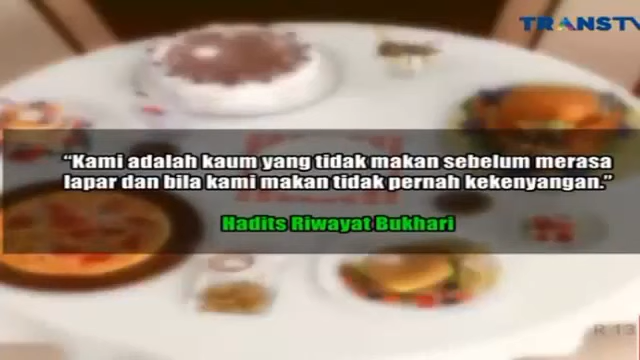 TRANSTV
“Kami adalah kaum yang tidak makan sebelum merasa
lapar dan bila kami makan tidak pernah kekenyangan.”
Hadits Riwayat Bukhari
R 13